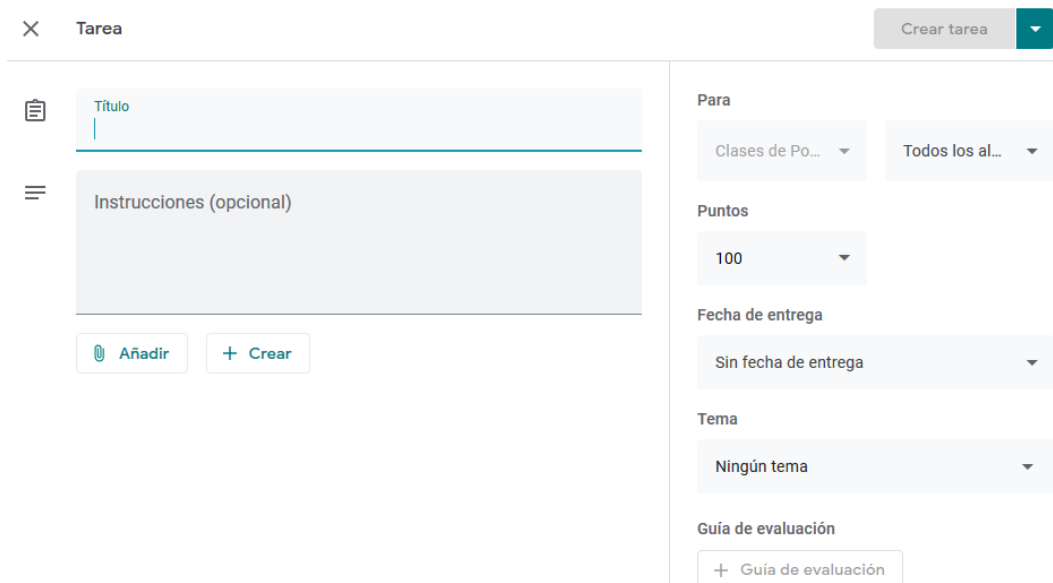 Tarea
Crear tarea
Título
Instrucciones (opcional)
Añadir
+ Crear
Para
Clases de Po...
Todos los al...
Puntos
100
Fecha de entrega
Sin fecha de entrega
Tema
Ningún tema
Guía de evaluación
+ Guía de evaluación